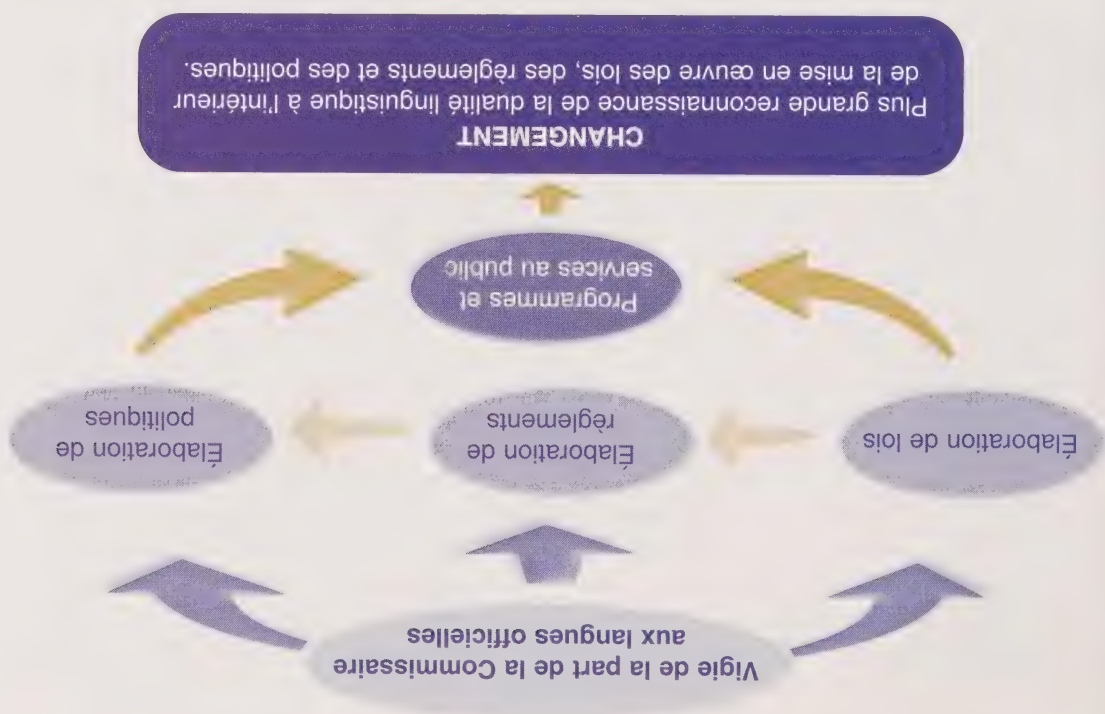 Vigie de la part de la Commissaire
aux langues officielles
Élaboration de lois
Élaboration de
règlements
Élaboration de
politiques
Programmes et
services au public
CHANGEMENT
Plus grande reconnaissance de la dualité linguistique à l'intérieur
de la mise en œuvre des lois, des règlements et des politiques.